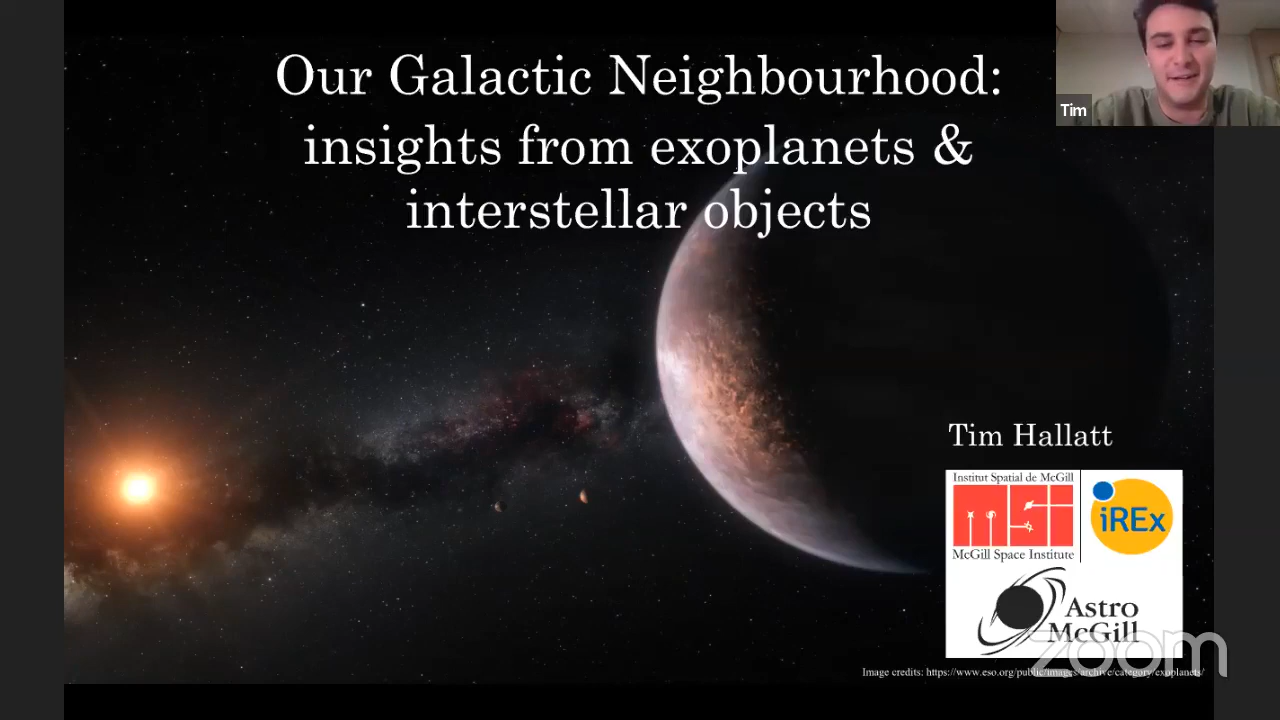 Our Galactic Neighbourhood:
insights from exoplanets &
interstellar objects
Tim
Tim Hallatt
Institut Spatial de McGill
msi
McGill Space Institute
iREx
Astro
McGill
zoom
Image credits: https://www.eso.org/public/images/archive/category/exoplanets/